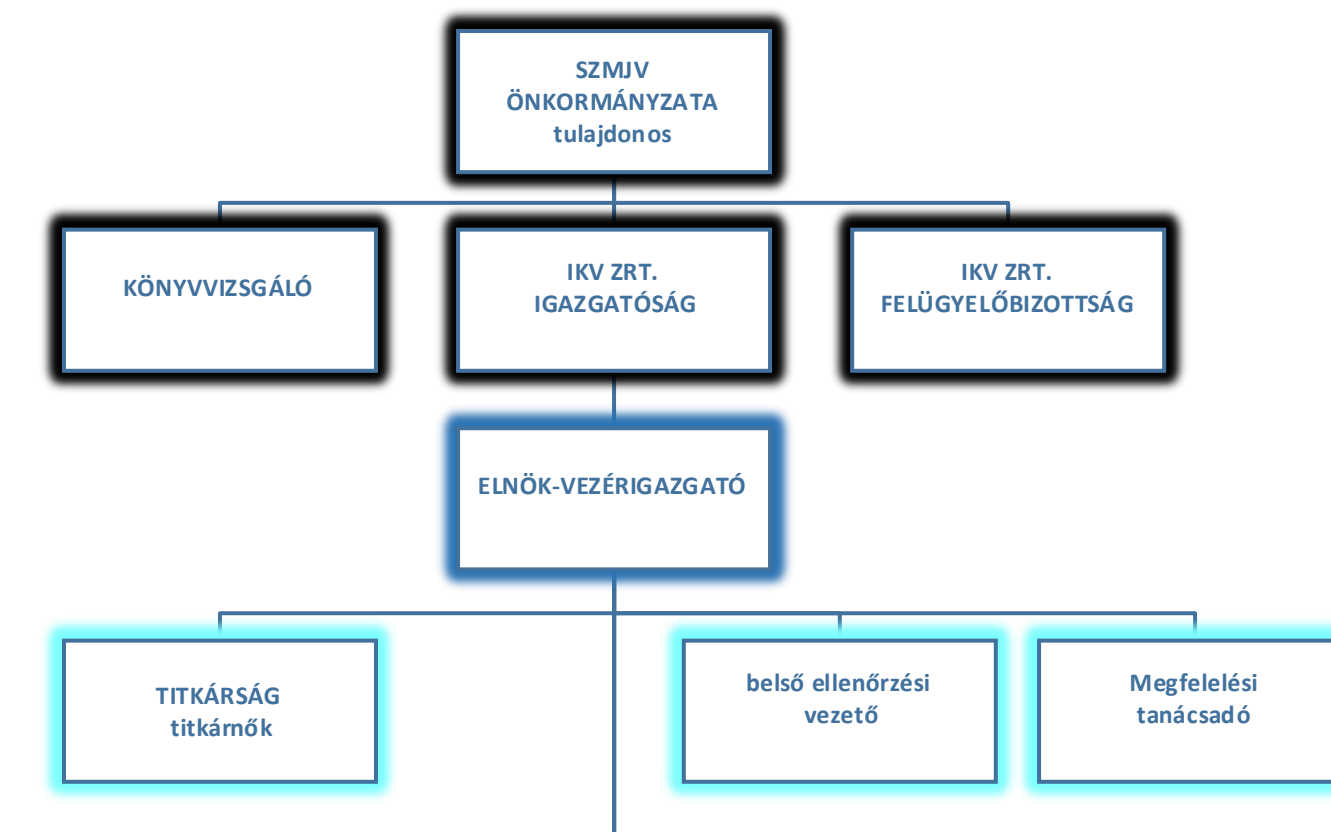 SZMJV
ÖNKORMÁNYZATA
tulajdonos
KÖNYVVIZSGÁLÓ
IKV ZRT.
IGAZGATÓSÁG
IKV ZRT.
FELÜGYELŐBIZOTTSÁG
ELNÖK-VEZÉRIGAZGATÓ
TITKÁRSÁG
titkárnők
belső ellenőrzési
vezető
Megfelelési
tanácsadó